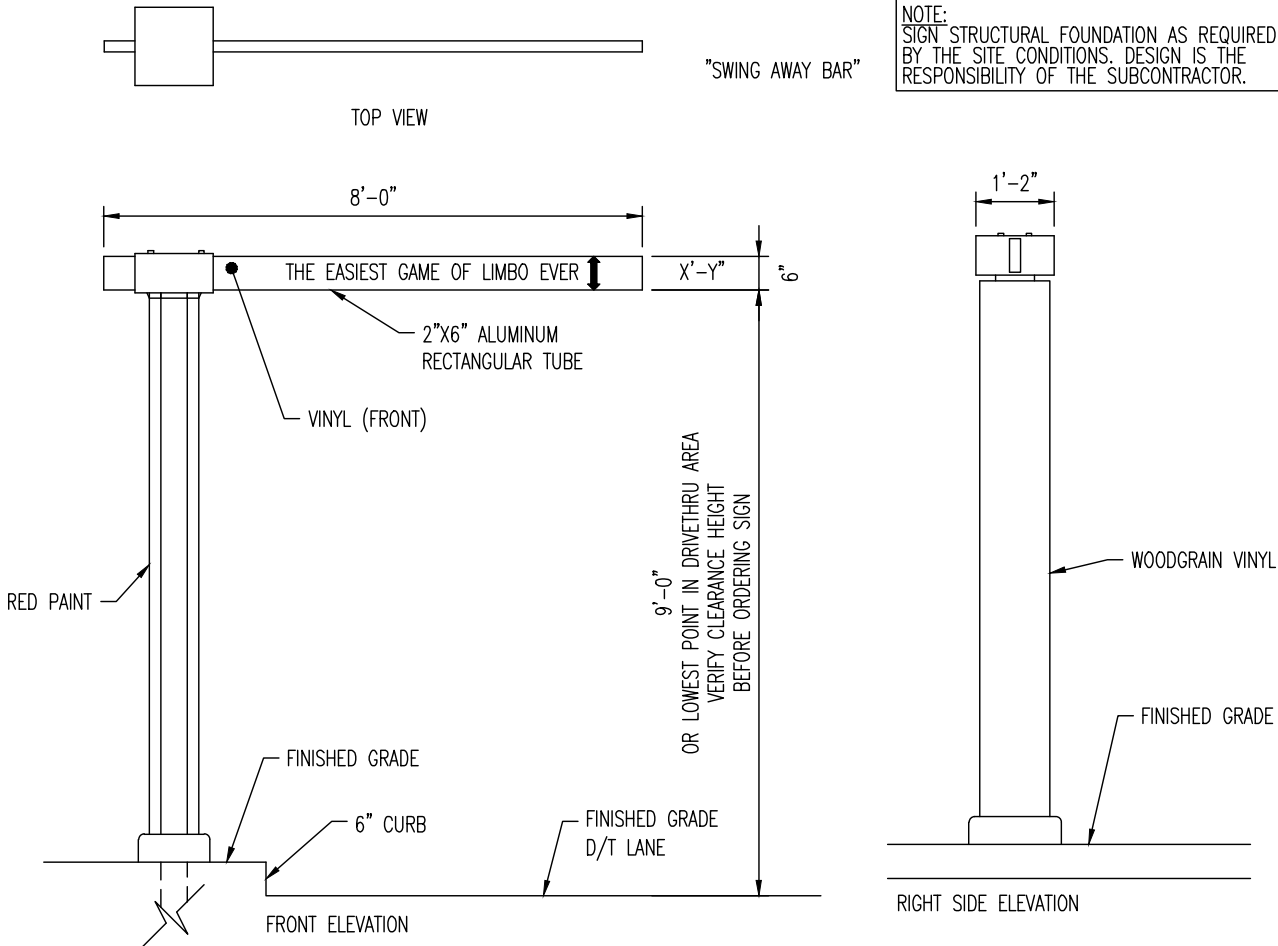 NOTE:
SIGN STRUCTURAL FOUNDATION AS REQUIRED
BY THE SITE CONDITIONS. DESIGN IS THE
RESPONSIBILITY OF THE SUBCONTRACTOR.
"SWING AWAY BAR"
TOP VIEW
8'-0"
1'-2"
THE EASIEST GAME OF LIMBO EVER
X'-Y"
6"
2"X6" ALUMINUM
RECTANGULAR TUBE
VINYL (FRONT)
9'-0"
OR LOWEST POINT IN DRIVETHRU AREA
VERIFY CLEARANCE HEIGHT
BEFORE ORDERING SIGN
RED PAINT
WOODGRAIN VINYL
FINISHED GRADE
6" CURB
FINISHED GRADE
D/T LANE
FINISHED GRADE
FRONT ELEVATION
RIGHT SIDE ELEVATION